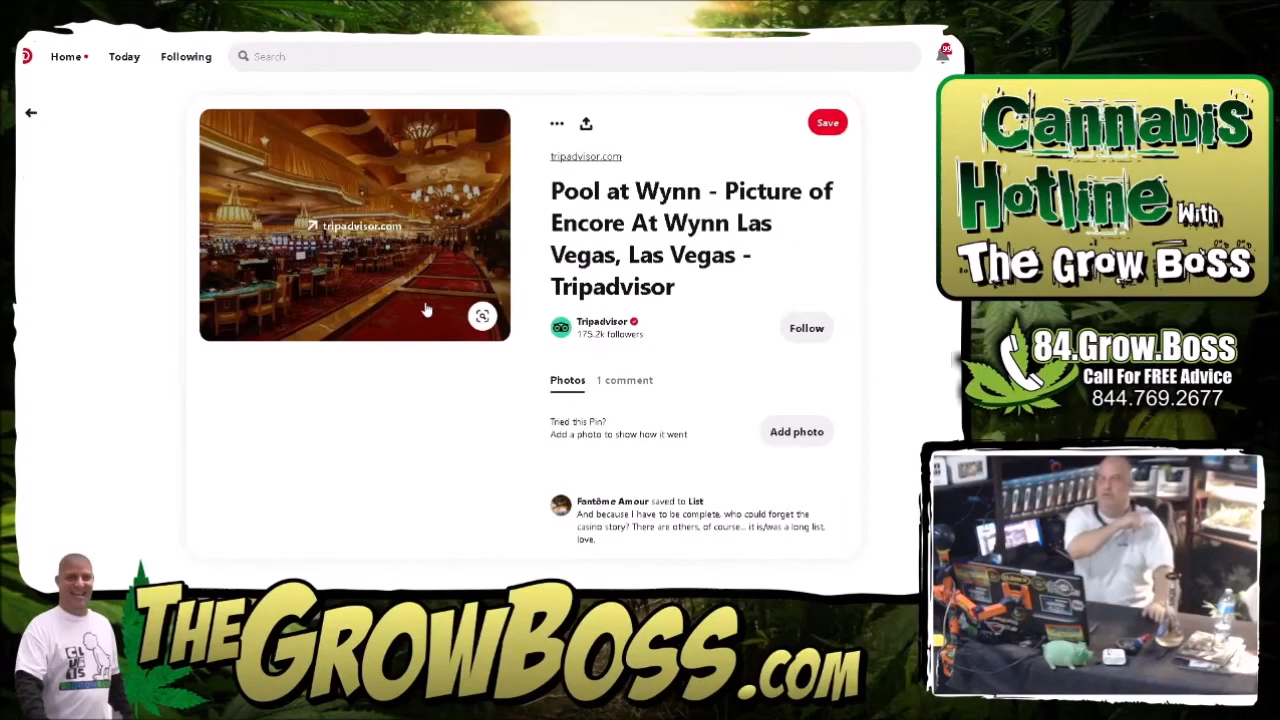 Home
Today
Following
Search
99
tripadvisor.com
Save
tripadvisor.com
Pool at Wynn - Picture of
Encore At Wynn Las
Vegas, Las Vegas -
Tripadvisor
Tripadvisor
175.2k followers
Follow
Photos
1 comment
Tried this Pin?
Add a photo to show how it went
Add photo
Fantôme Amour saved to List
And because I have to be complete, who could forget the
casino story? There are others, of course... it is/was a long list,
love.
Cannabis
Hotline With
The Grow Boss
84.Grow.Boss
Call For FREE Advice
844.769.2677
TheGrowBoss.com